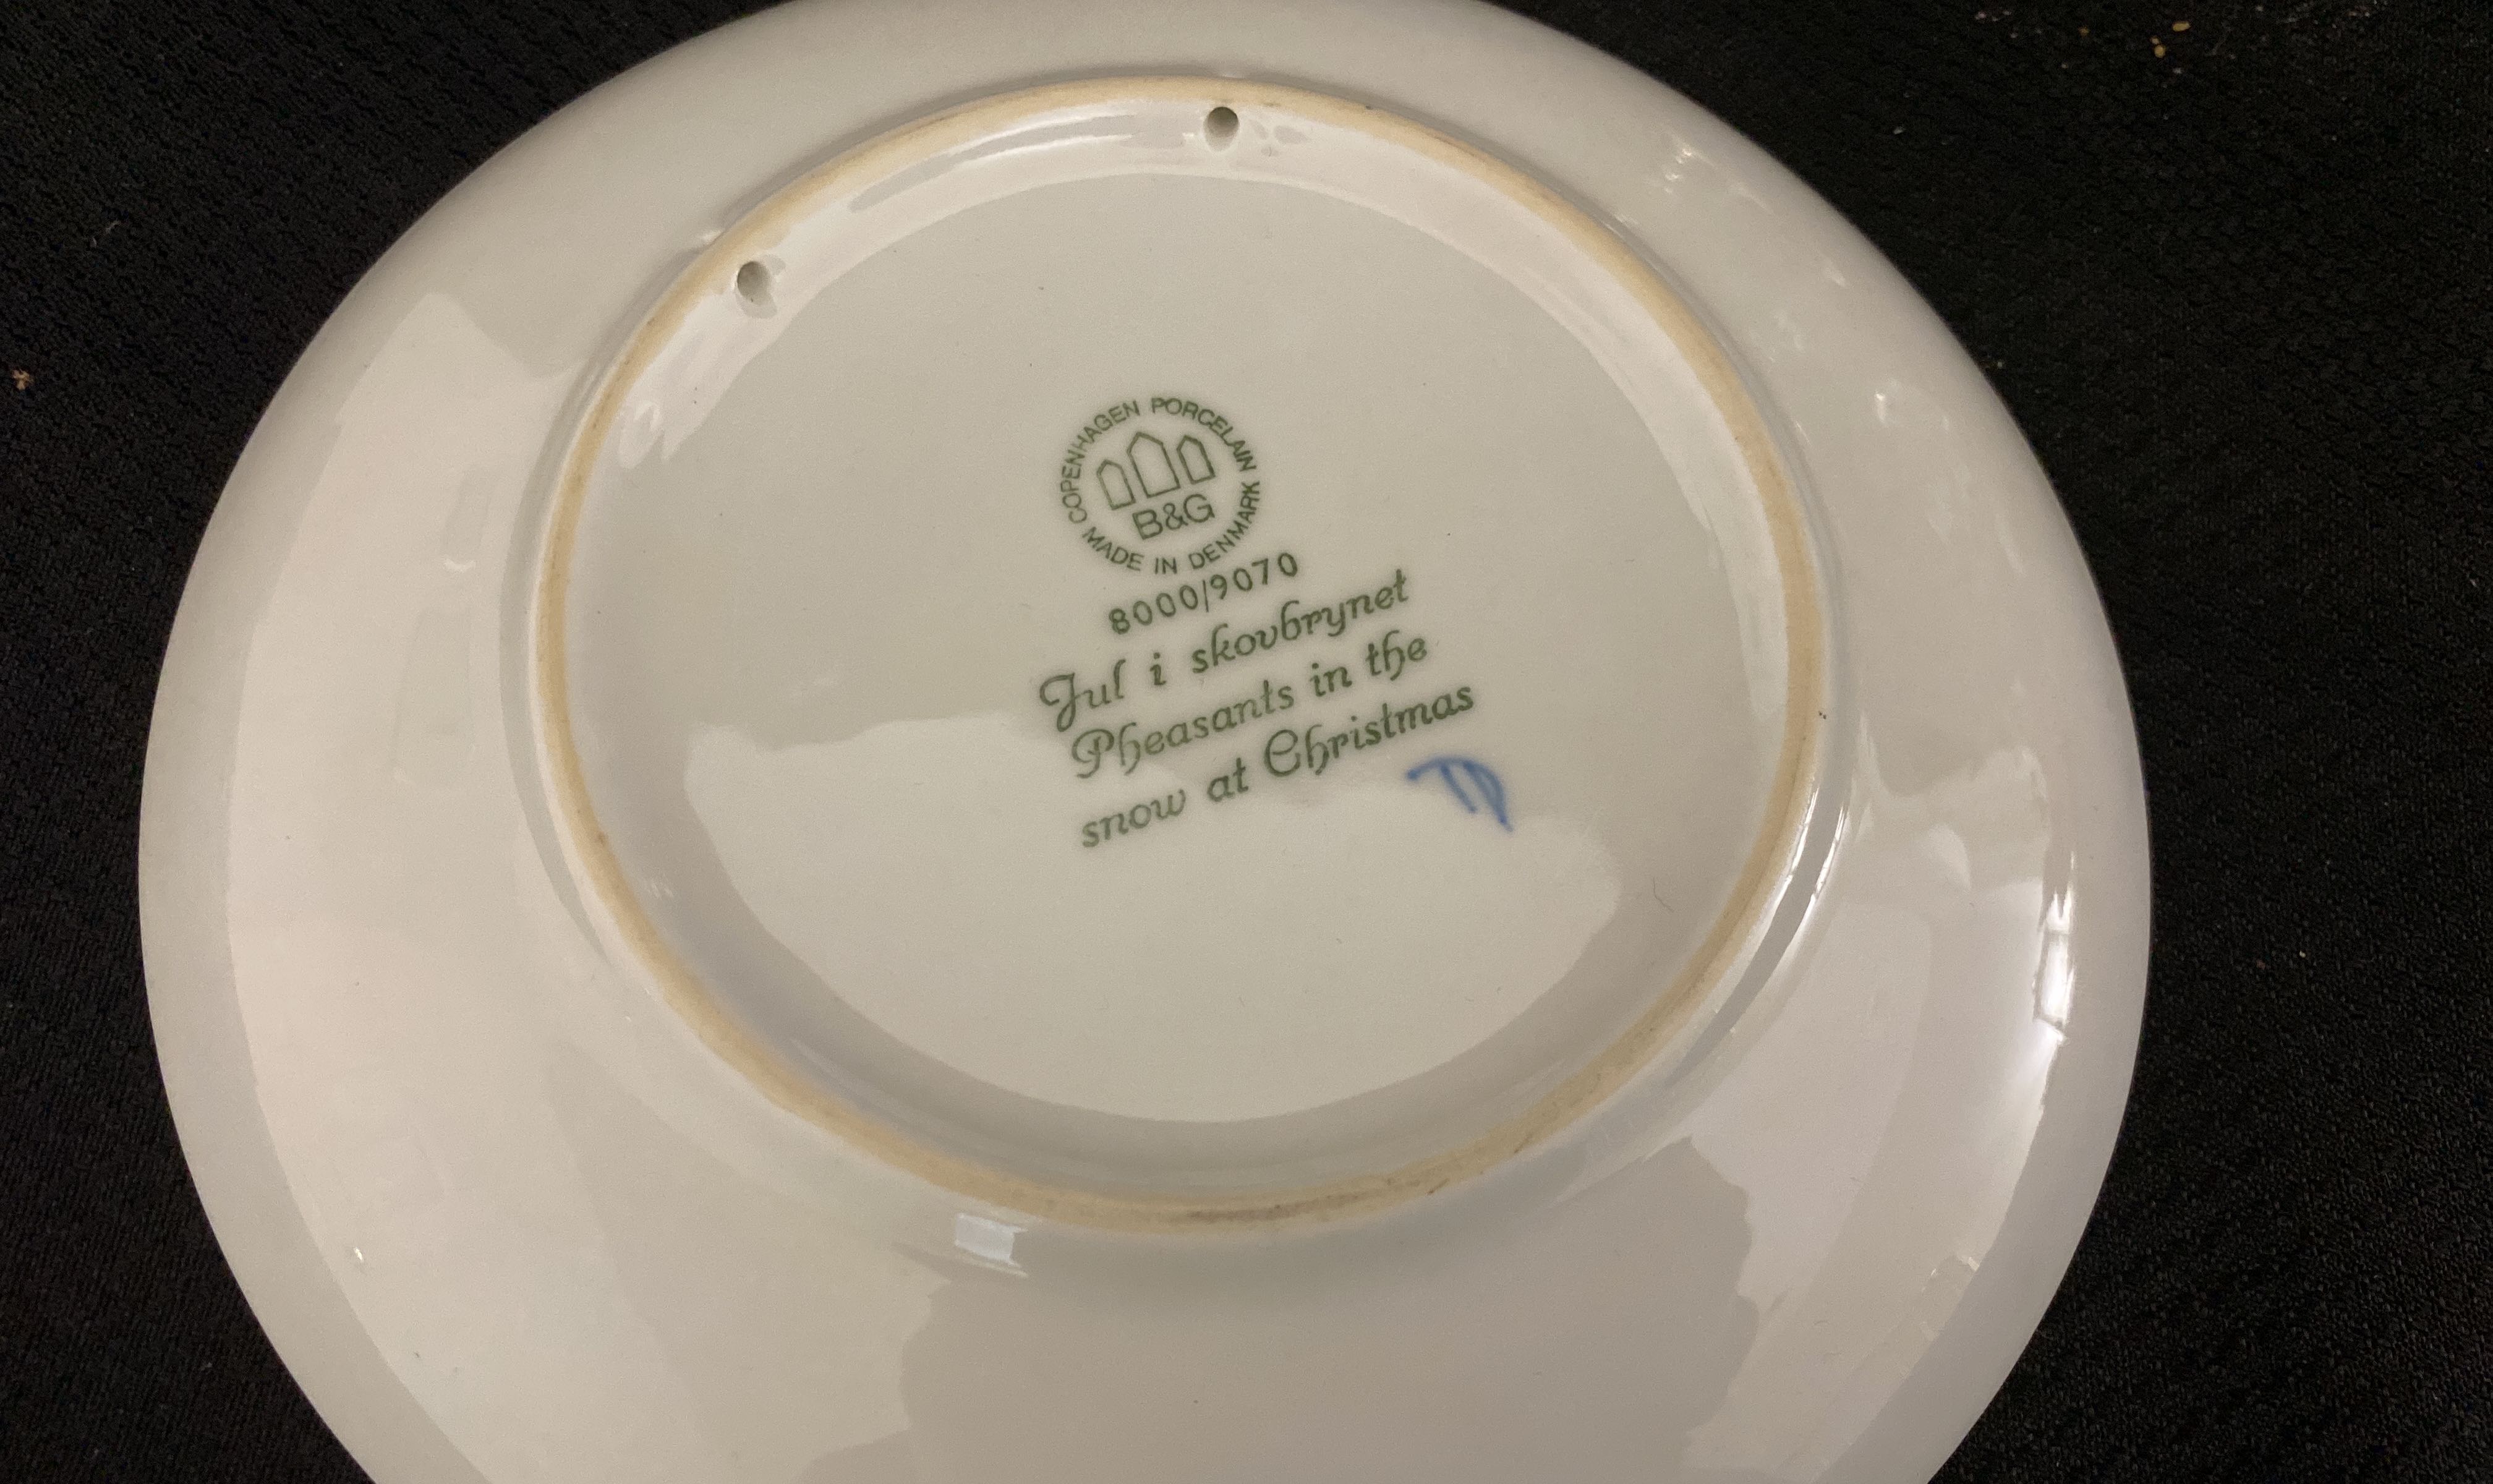 COPENHAGEN PORCELAIN
B&G
MADE IN DENMARK
8000/9070
Jul i skovbrynet
Pheasants in the
snow at Christmas